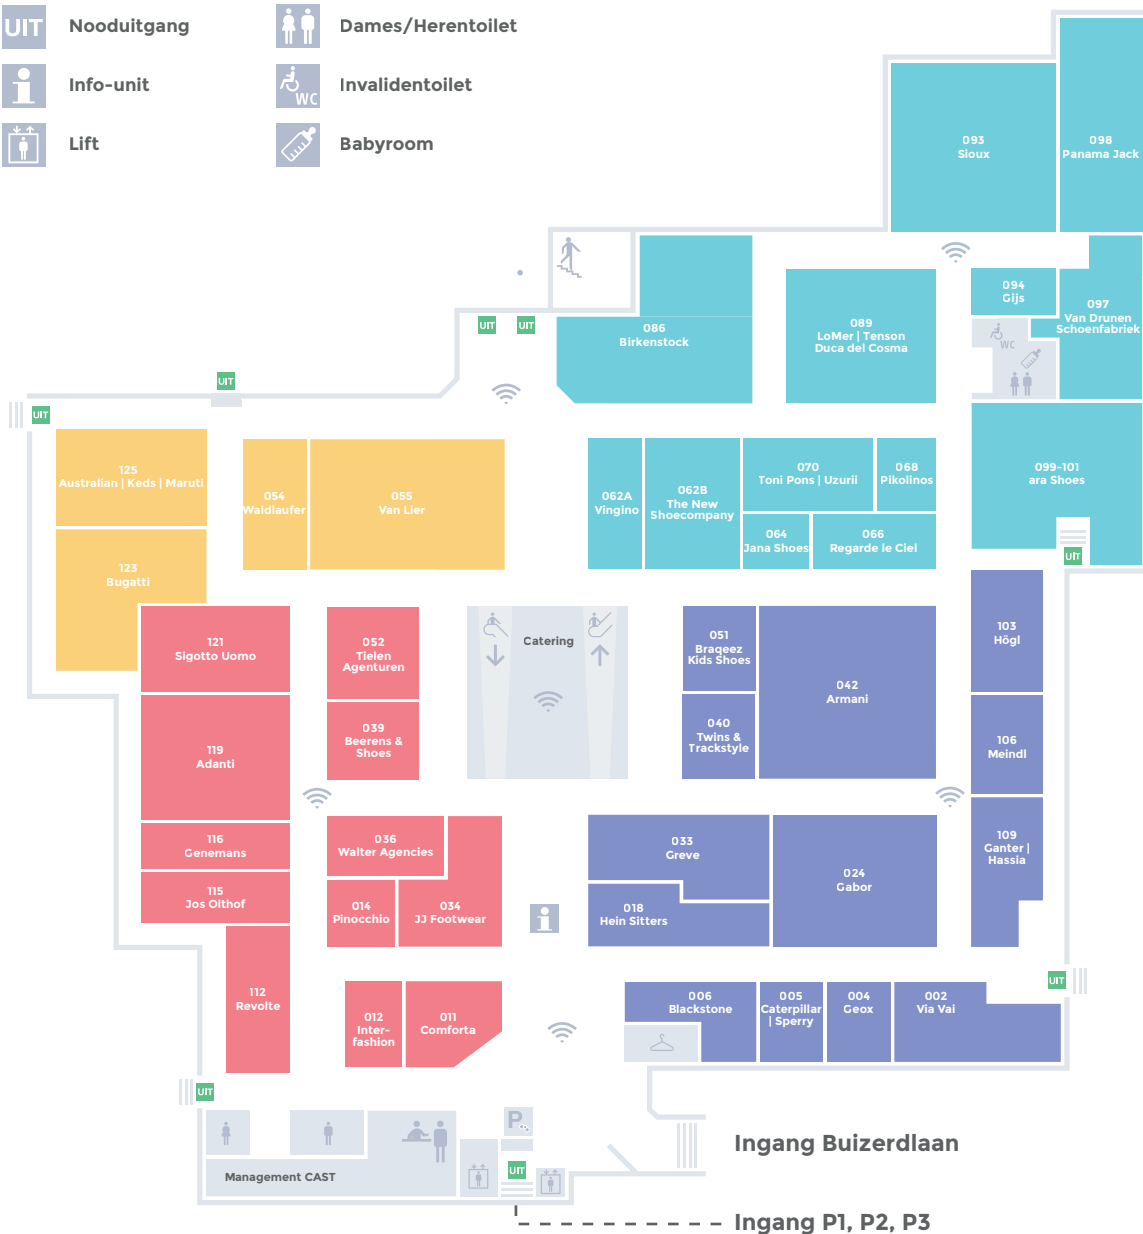 UIT Nooduitgang
Dames/Herentoilet
Info-unit
WC Invalidentoilet
Lift
Babyroom
093
Sioux
098
Panama Jack
094
Gijs
097
Van Drunen
Schoenfabriek
WC
086
Birkenstock
089
LoMer | Tenson
Duca del Cosma
UIT
UIT
UIT
UIT
125
Australian | Keds | Maruti
054
Waldlaufer
055
Van Lier
062A
Vingino
062B
The New
Shoecompany
070
Toni Pons | Uzurii
068
Pikolinos
064
Jana Shoes
066
Regarde le Ciel
099-101
ara Shoes
UIT
123
Bugatti
121
Sigotto Uomo
052
Tielen
Agenturen
Catering
051
Braqeez
Kids Shoes
042
Armani
103
Högl
119
Adanti
039
Beerens &
Shoes
040
Twins &
Trackstyle
106
Meindl
116
Genemans
036
Walter Agencies
033
Greve
024
Gabor
109
Ganter |
Hassia
115
Jos Olthof
014
Pinocchio
034
JJ Footwear
018
Hein Sitters
112
Revolte
012
Inter-
fashion
011
Comforta
006
Blackstone
005
Caterpillar
| Sperry
004
Geox
002
Via Vai
UIT
UIT
P
Management CAST
UIT
Ingang Buizerdlaan
Ingang P1, P2, P3